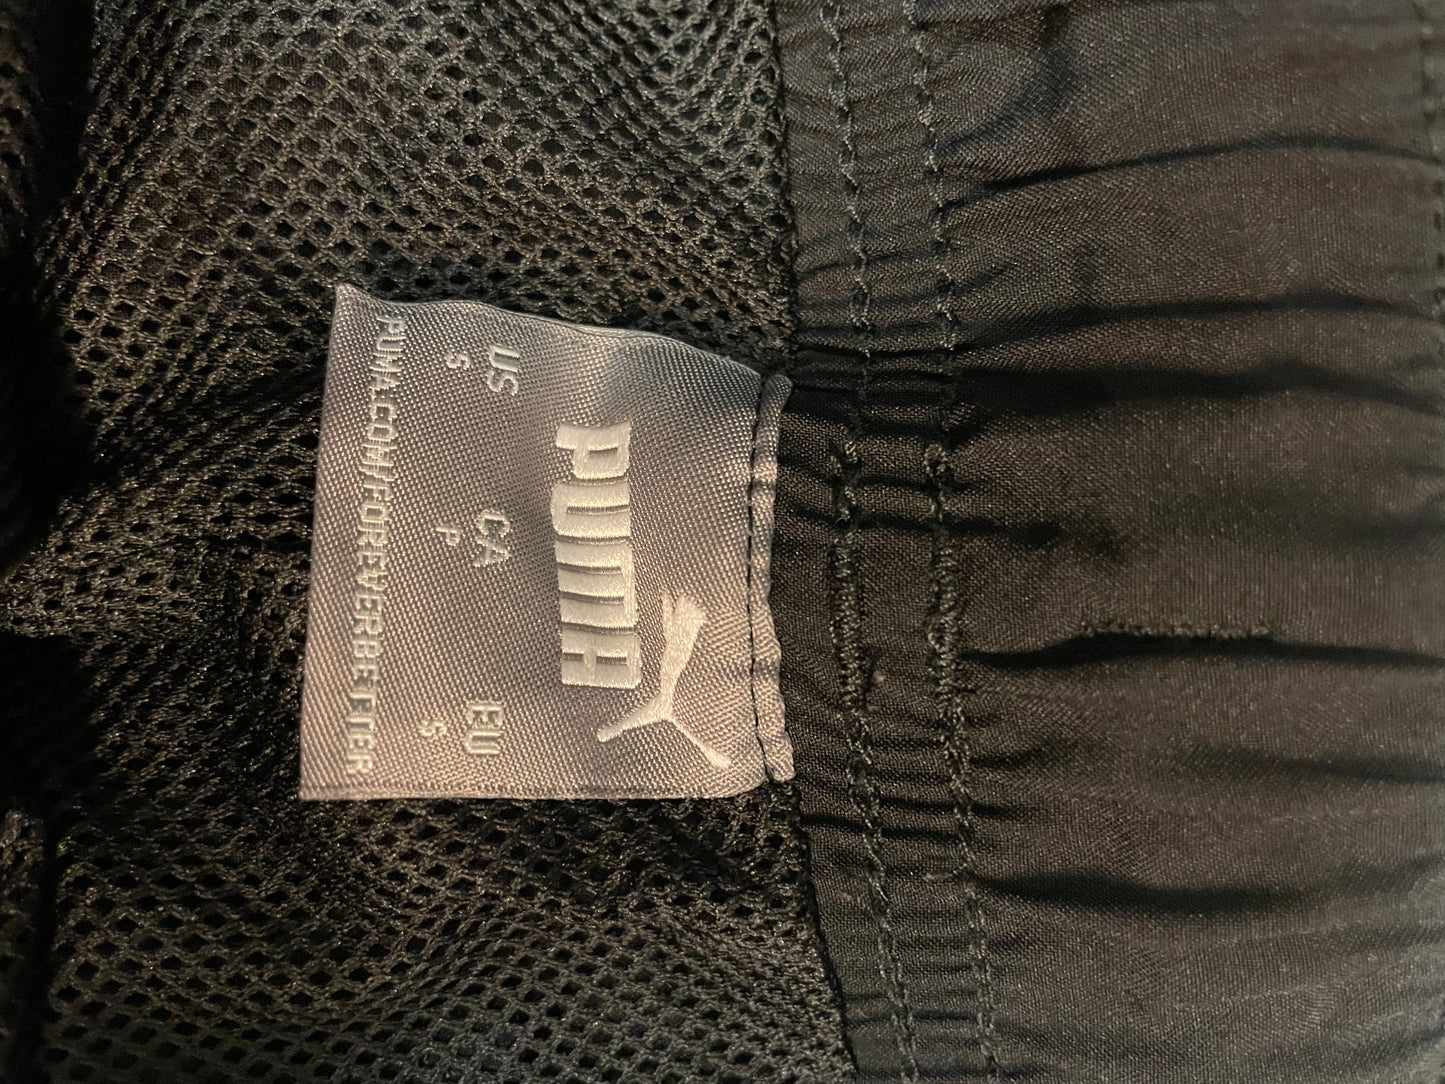 PUMA
US CA EU
S P S
PUMA.COM/FOREVERBETTER